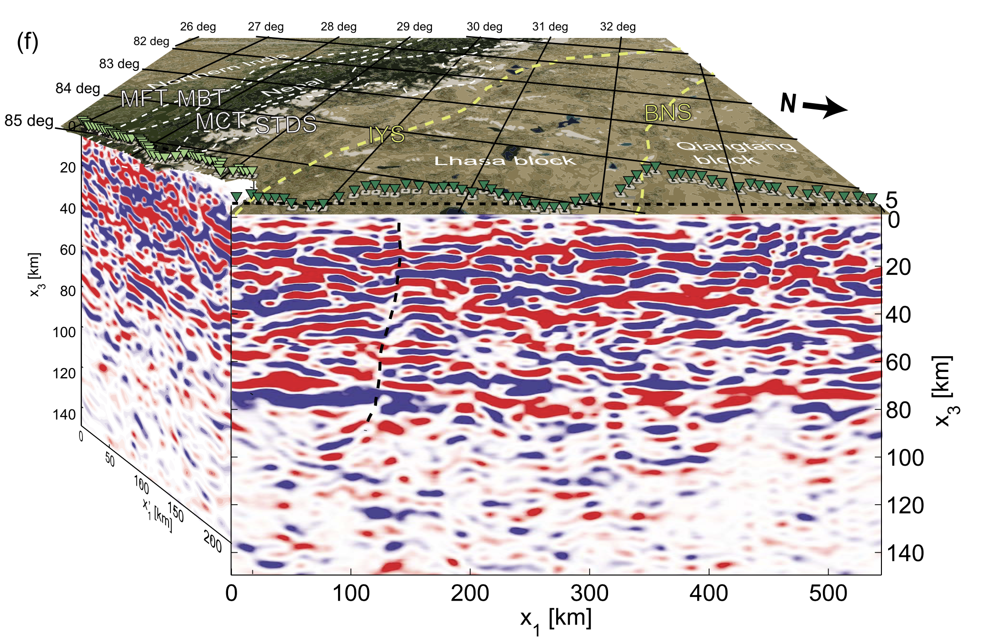 (f)
26 deg 27 deg 28 deg 29 deg 30 deg 31 deg 32 deg
82 deg
83 deg
84 deg
85 deg
Northern India
Nepal
MFT MBT
MCT STDS
IYS
BNS
N
Lhasa block
Qiangtang
block
0
20
40
60
80
100
120
140
x3 [km]
0
50
100
150
200
x'1 [km]
5
0
20
40
60
80
100
120
140
x3 [km]
0 100 200 300 400 500
x1 [km]